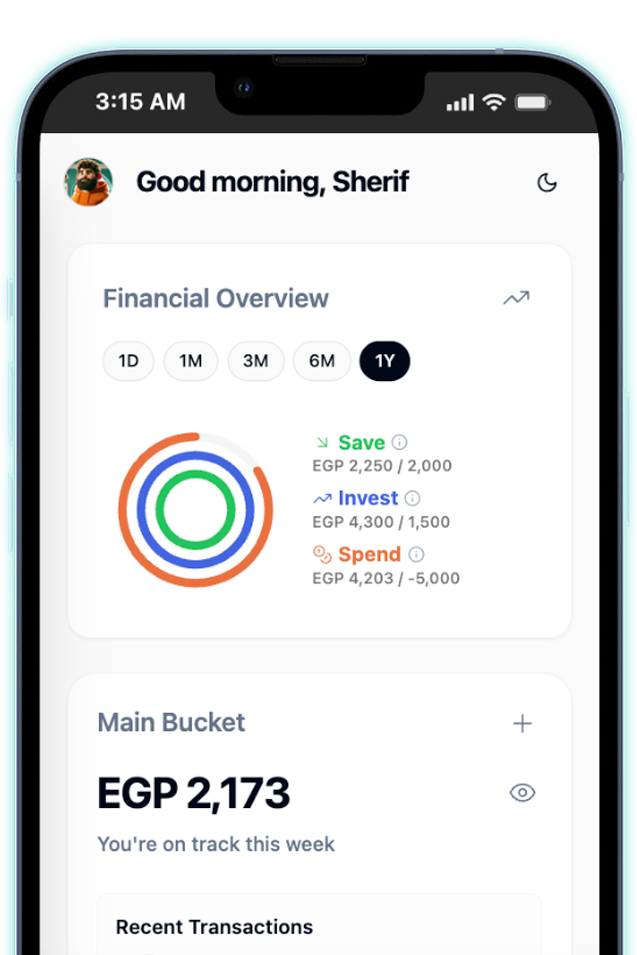 3:15 AM
Good morning, Sherif
Financial Overview
1D 1M 3M 6M 1Y
Save
EGP 2,250 / 2,000
Invest
EGP 4,300 / 1,500
Spend
EGP 4,203 / -5,000
Main Bucket
EGP 2,173
You're on track this week
Recent Transactions